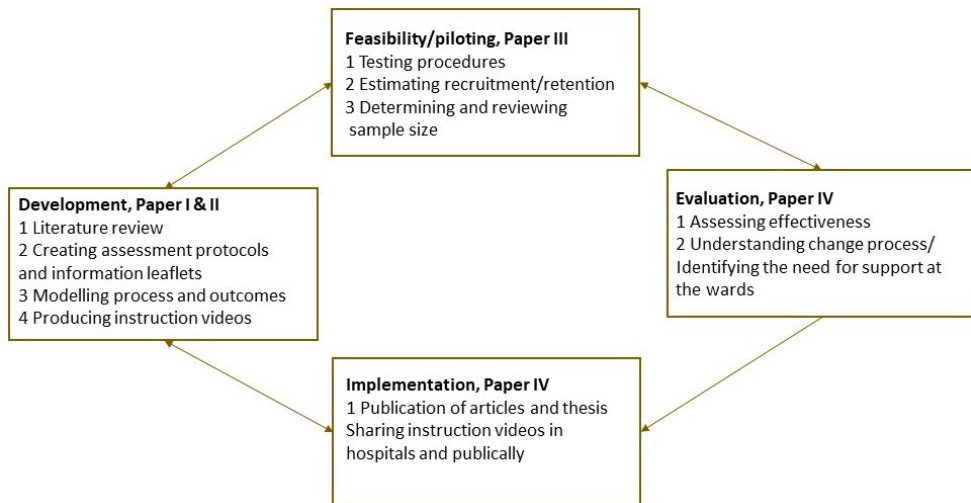 Feasibility/piloting, Paper III
1 Testing procedures
2 Estimating recruitment/retention
3 Determining and reviewing
sample size
Development, Paper I & II
1 Literature review
2 Creating assessment protocols
and information leaflets
3 Modelling process and outcomes
4 Producing instruction videos
Evaluation, Paper IV
1 Assessing effectiveness
2 Understanding change process/
Identifying the need for support at
the wards
Implementation, Paper IV
1 Publication of articles and thesis
Sharing instruction videos in
hospitals and publically